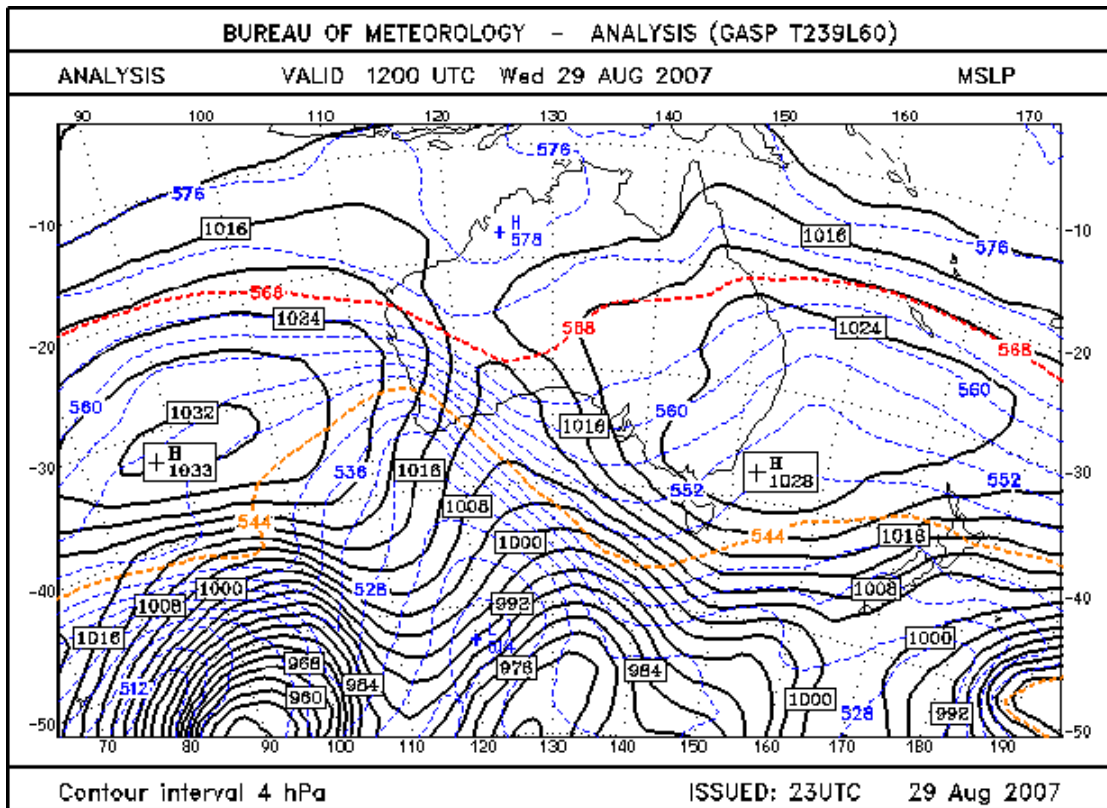 BUREAU OF METEOROLOGY - ANALYSIS (GASP T239L60)
ANALYSIS VALID 1200 UTC Wed 29 AUG 2007 MSLP
90 100 110 120 130 140 150 160 170
576
576
H
578
-10 1016 1016 -10
576
568
1024 568 1024
-20 568 -20
560 560
1032
1016
H
1033
H
1028
-30 536 1016 552 552 -30
1008
544 544 1016
1000
528
1008 1000 992 1008
-40 -40
1016 514 1000
968 976 984
512 960 984 1000 528 992
-50 -50
70 80 90 100 110 120 130 140 150 160 170 180 190
Contour interval 4 hPa ISSUED: 23UTC 29 Aug 2007